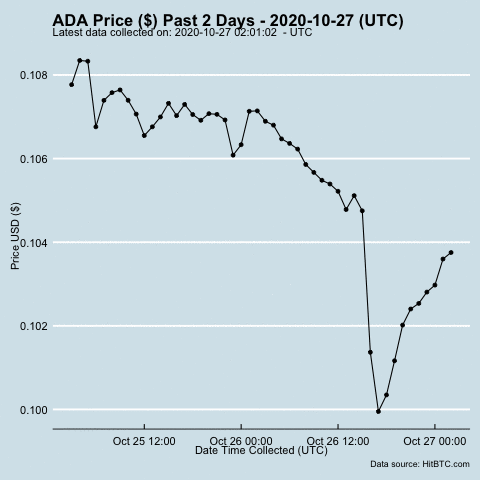 ADA Price ($) Past 2 Days - 2020-10-27 (UTC)
Latest data collected on: 2020-10-27 02:01:02 - UTC
0.108
0.106
0.104
0.102
0.100
Price USD ($)
Oct 25 12:00 Oct 26 00:00 Oct 26 12:00 Oct 27 00:00
Date Time Collected (UTC)
Data source: HitBTC.com